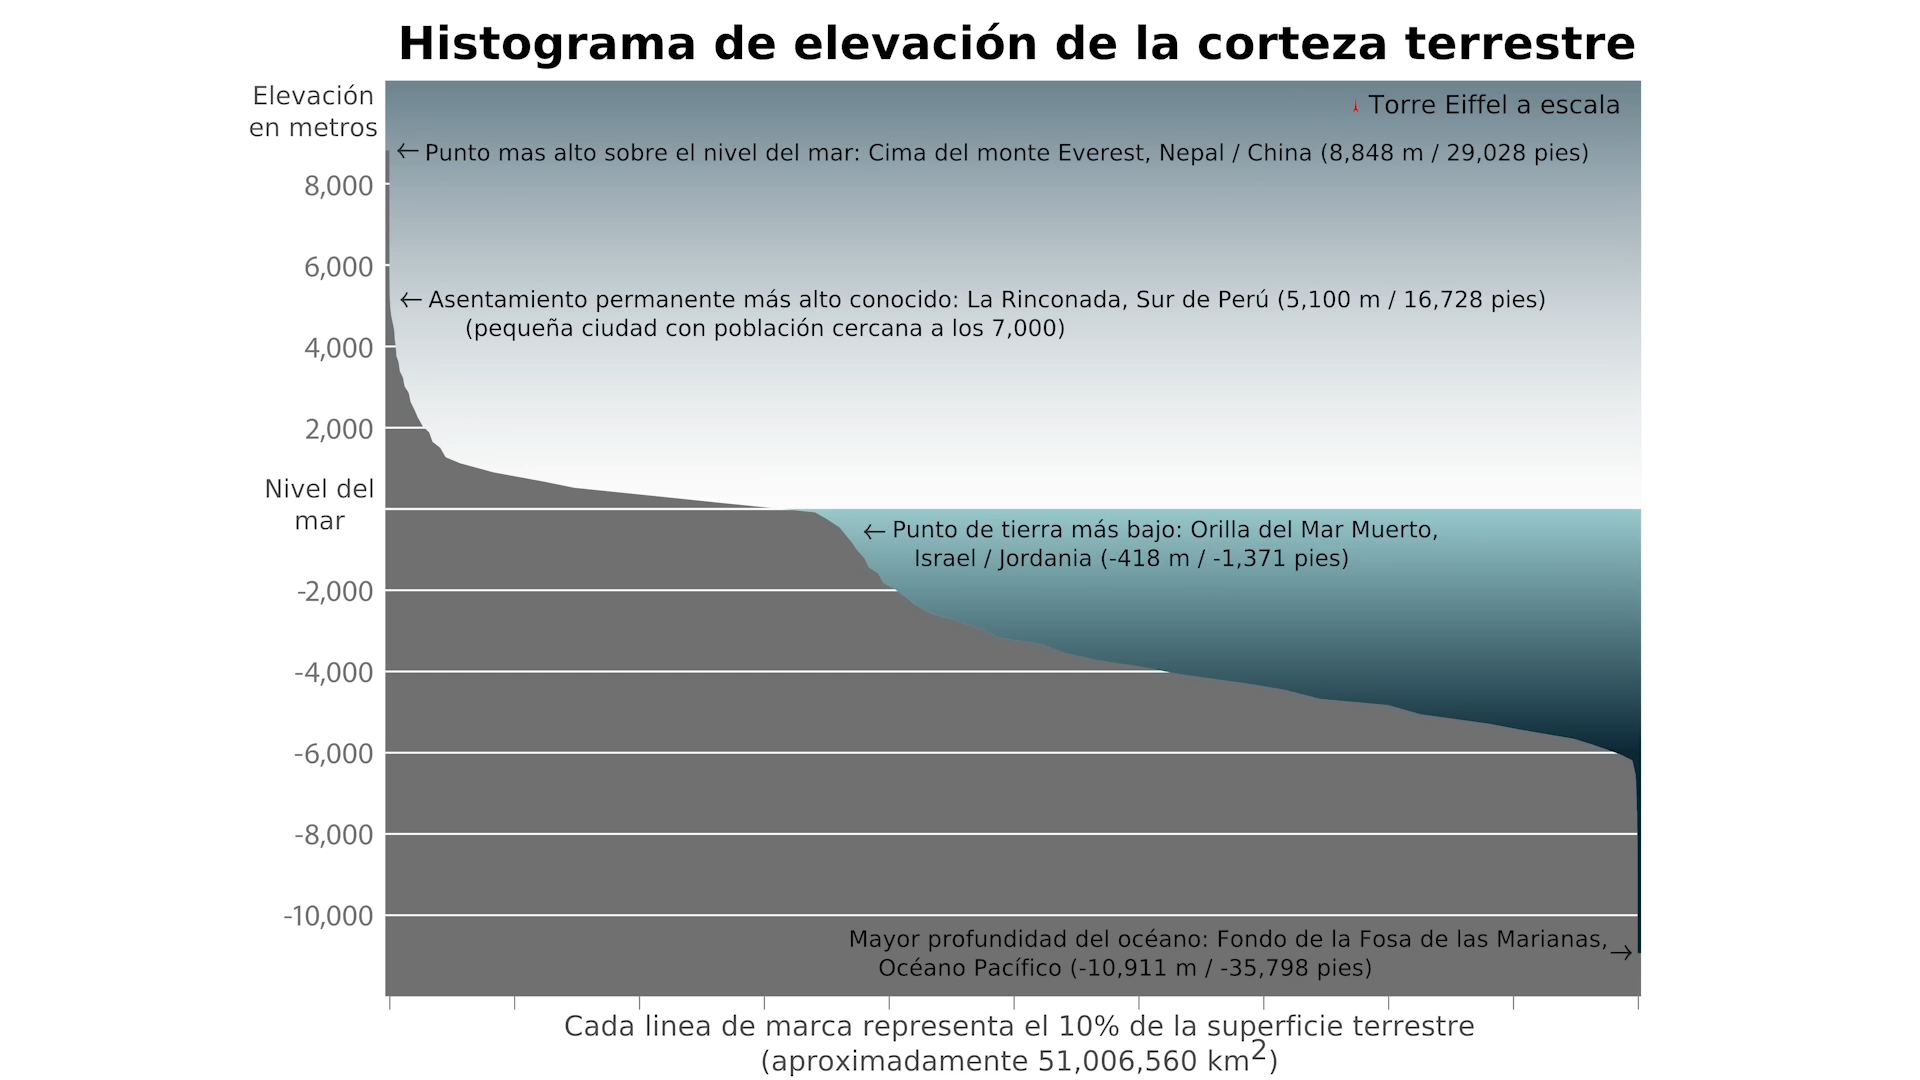 Histograma de elevación de la corteza terrestre
Elevación
en metros
Torre Eiffel a escala
←Punto mas alto sobre el nivel del mar: Cima del monte Everest, Nepal / China (8,848 m / 29,028 pies)
8,000
6,000
←Asentamiento permanente más alto conocido: La Rinconada, Sur de Perú (5,100 m / 16,728 pies)
(pequeña ciudad con población cercana a los 7,000)
4,000
2,000
Nivel del
mar
←Punto de tierra más bajo: Orilla del Mar Muerto,
Israel / Jordania (-418 m / -1,371 pies)
-2,000
-4,000
-6,000
-8,000
-10,000
Mayor profundidad del océano: Fondo de la Fosa de las Marianas,→
Océano Pacífico (-10,911 m / -35,798 pies)
Cada linea de marca representa el 10% de la superficie terrestre
(aproximadamente 51,006,560 km²)